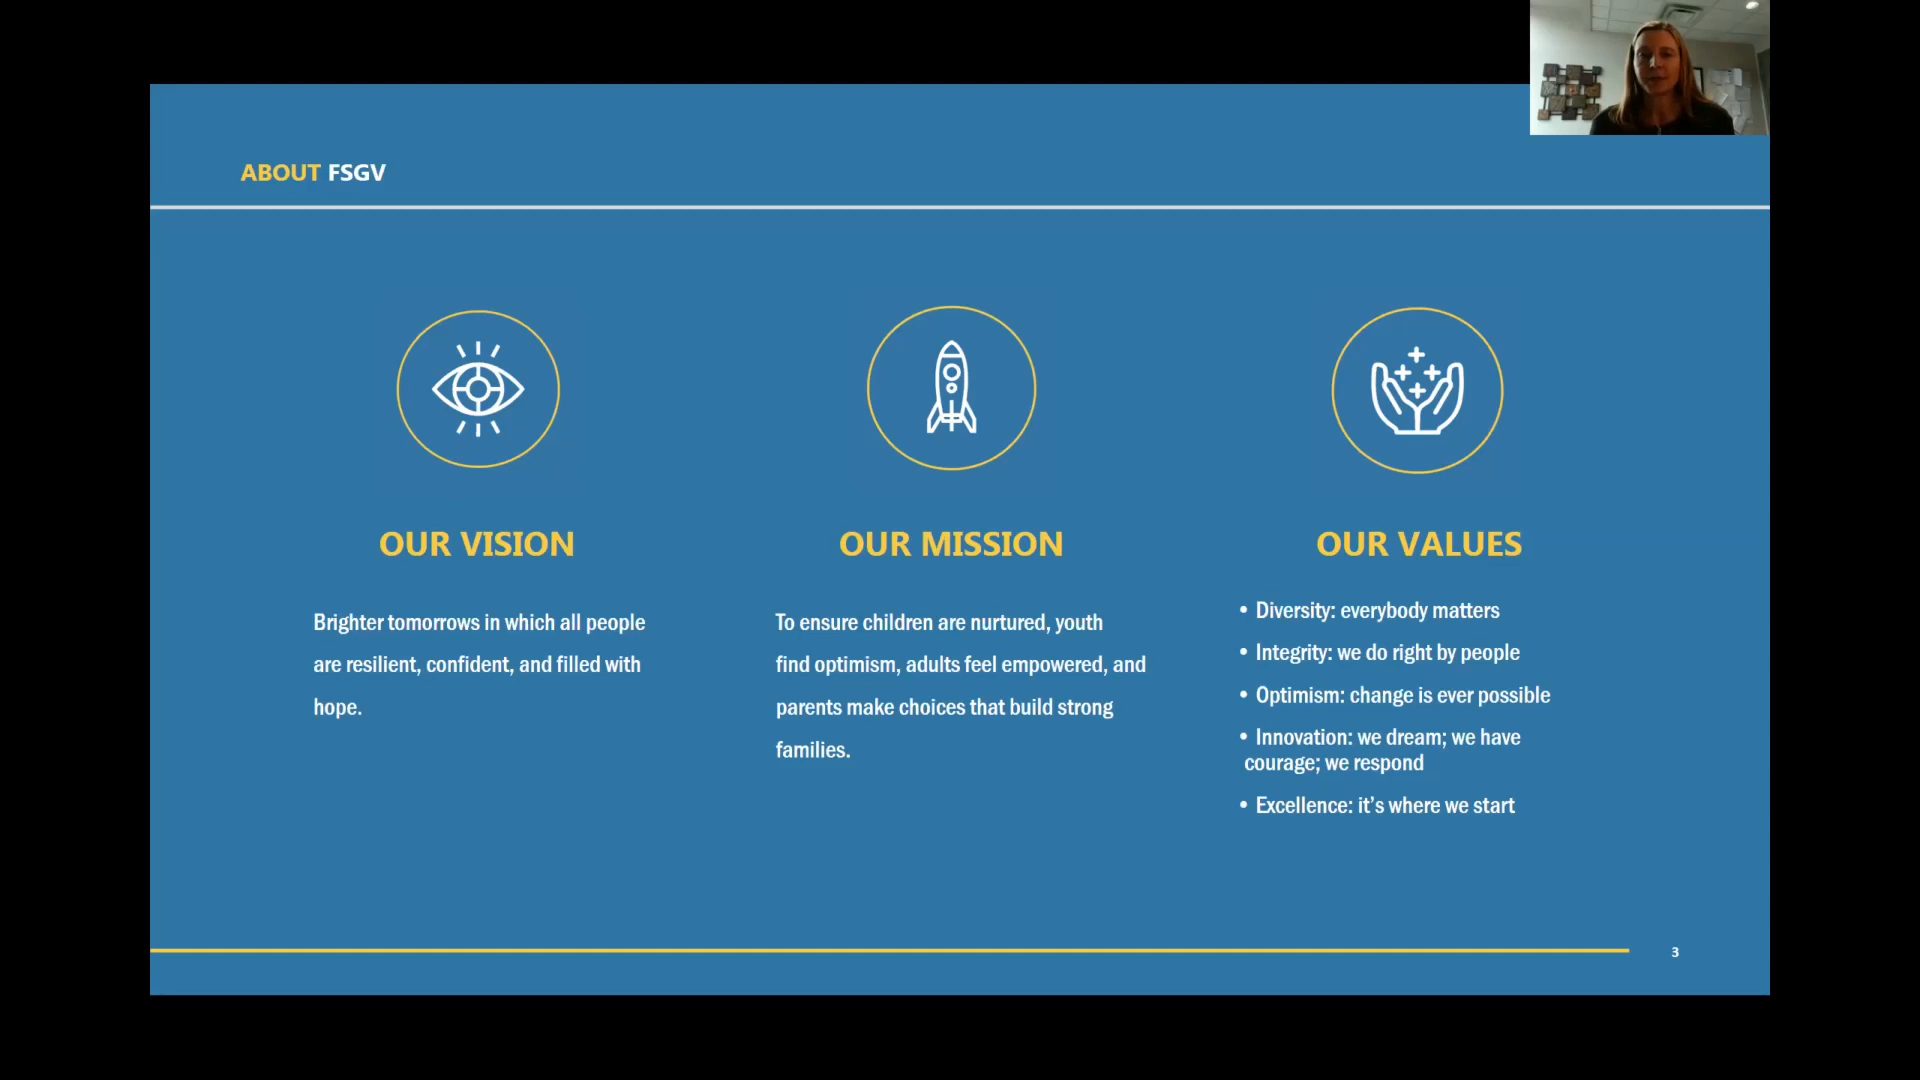 ABOUT FSGV
OUR VISION
Brighter tomorrows in which all people
are resilient, confident, and filled with
hope.
OUR MISSION
To ensure children are nurtured, youth
find optimism, adults feel empowered, and
parents make choices that build strong
families.
OUR VALUES
• Diversity: everybody matters
• Integrity: we do right by people
• Optimism: change is ever possible
• Innovation: we dream; we have
courage; we respond
• Excellence: it’s where we start
3